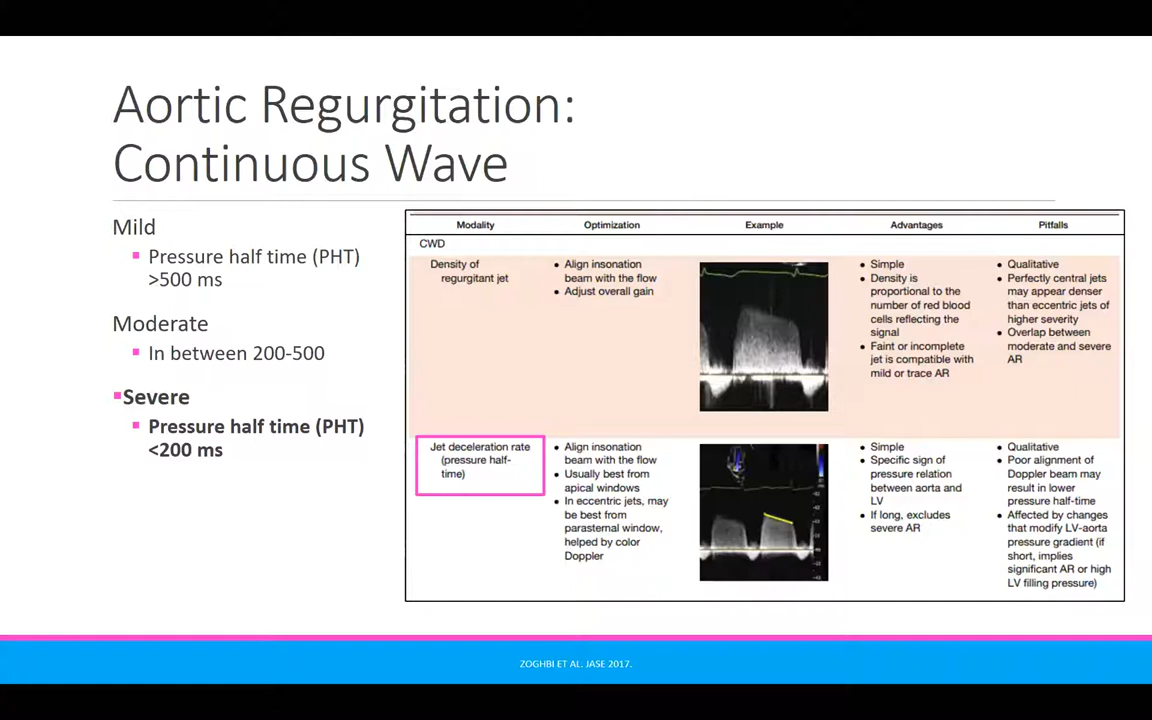 Aortic Regurgitation:
Continuous Wave
Mild
Pressure half time (PHT)
>500 ms
Moderate
In between 200-500
Severe
Pressure half time (PHT)
<200 ms
Modality
Optimization
Example
Advantages
Pitfalls
CWD
Density of
regurgitant jet
• Align insonation
beam with the flow
• Adjust overall gain
• Simple
• Density is
proportional to the
number of red blood
cells reflecting the
signal
• Faint or incomplete
jet is compatible with
mild or trace AR
• Qualitative
• Perfectly central jets
may appear denser
than eccentric jets of
higher severity
• Overlap between
moderate and severe
AR
Jet deceleration rate
(pressure half-
time)
• Align insonation
beam with the flow
• Usually best from
apical windows
• In eccentric jets, may
be best from
parasternal window,
helped by color
Doppler
• Simple
• Specific sign of
pressure relation
between aorta and
LV
• If long, excludes
severe AR
• Qualitative
• Poor alignment of
Doppler beam may
result in lower
pressure half-time
• Affected by changes
that modify LV-aorta
pressure gradient (if
short, implies
significant AR or high
LV filling pressure)
ZOGHBI ET AL. JASE 2017.